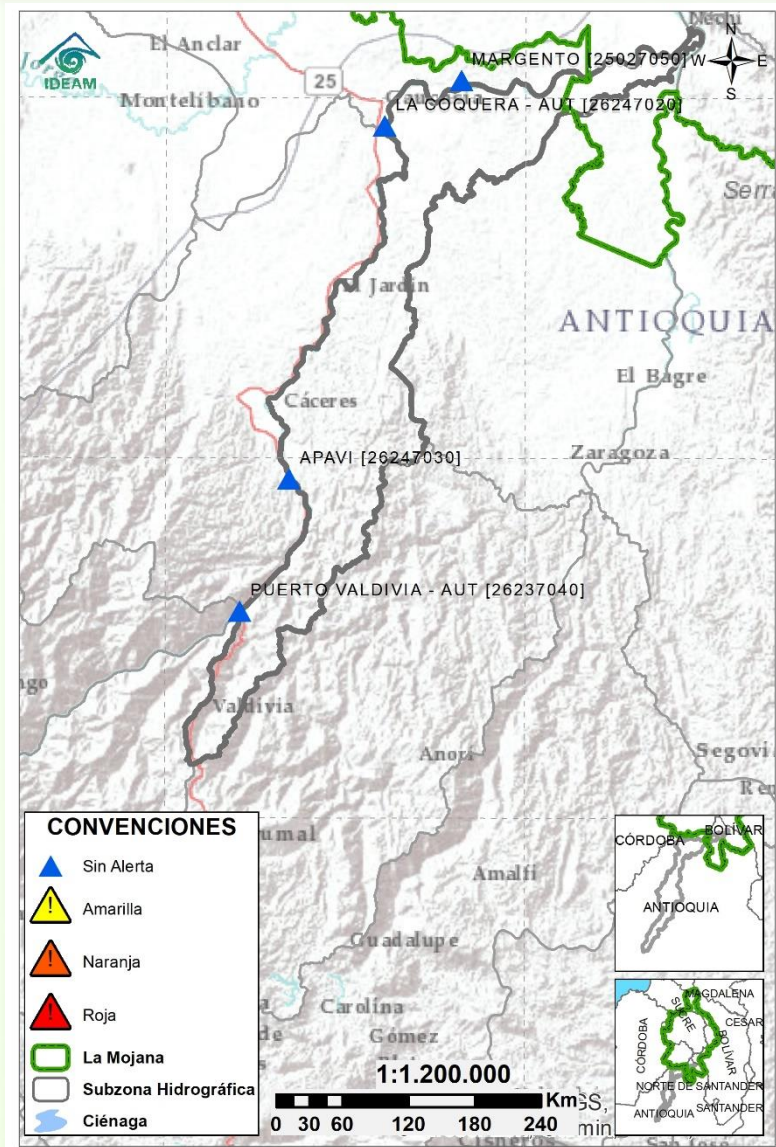 Nechí
El Anclar
IDEAM
MARGENTO [25027050]
N
W
E
S
25
LA COQUERA - AUT [26247020]
Montelíbano
El Jardín
ANTIOQUIA
El Bagre
Cáceres
Zaragoza
APAVI [26247030]
PUERTO VALDIVIA - AUT [26237040]
Valdivia
Anorí
Segovi
Amalfi
Guadalupe
Carolina
Gómez
CONVENCIONES
Sin Alerta
Amarilla
Naranja
Roja
La Mojana
Subzona Hidrográfica
Ciénaga
1:1.200.000
Km
0 30 60 120 180 240
CÓRDOBA
BOLÍVAR
ANTIOQUIA
MAGDALENA
SUCRE
CESAR
CÓRDOBA
BOLÍVAR
NORTE DE SANTANDER
ANTIOQUIA
SANTANDER